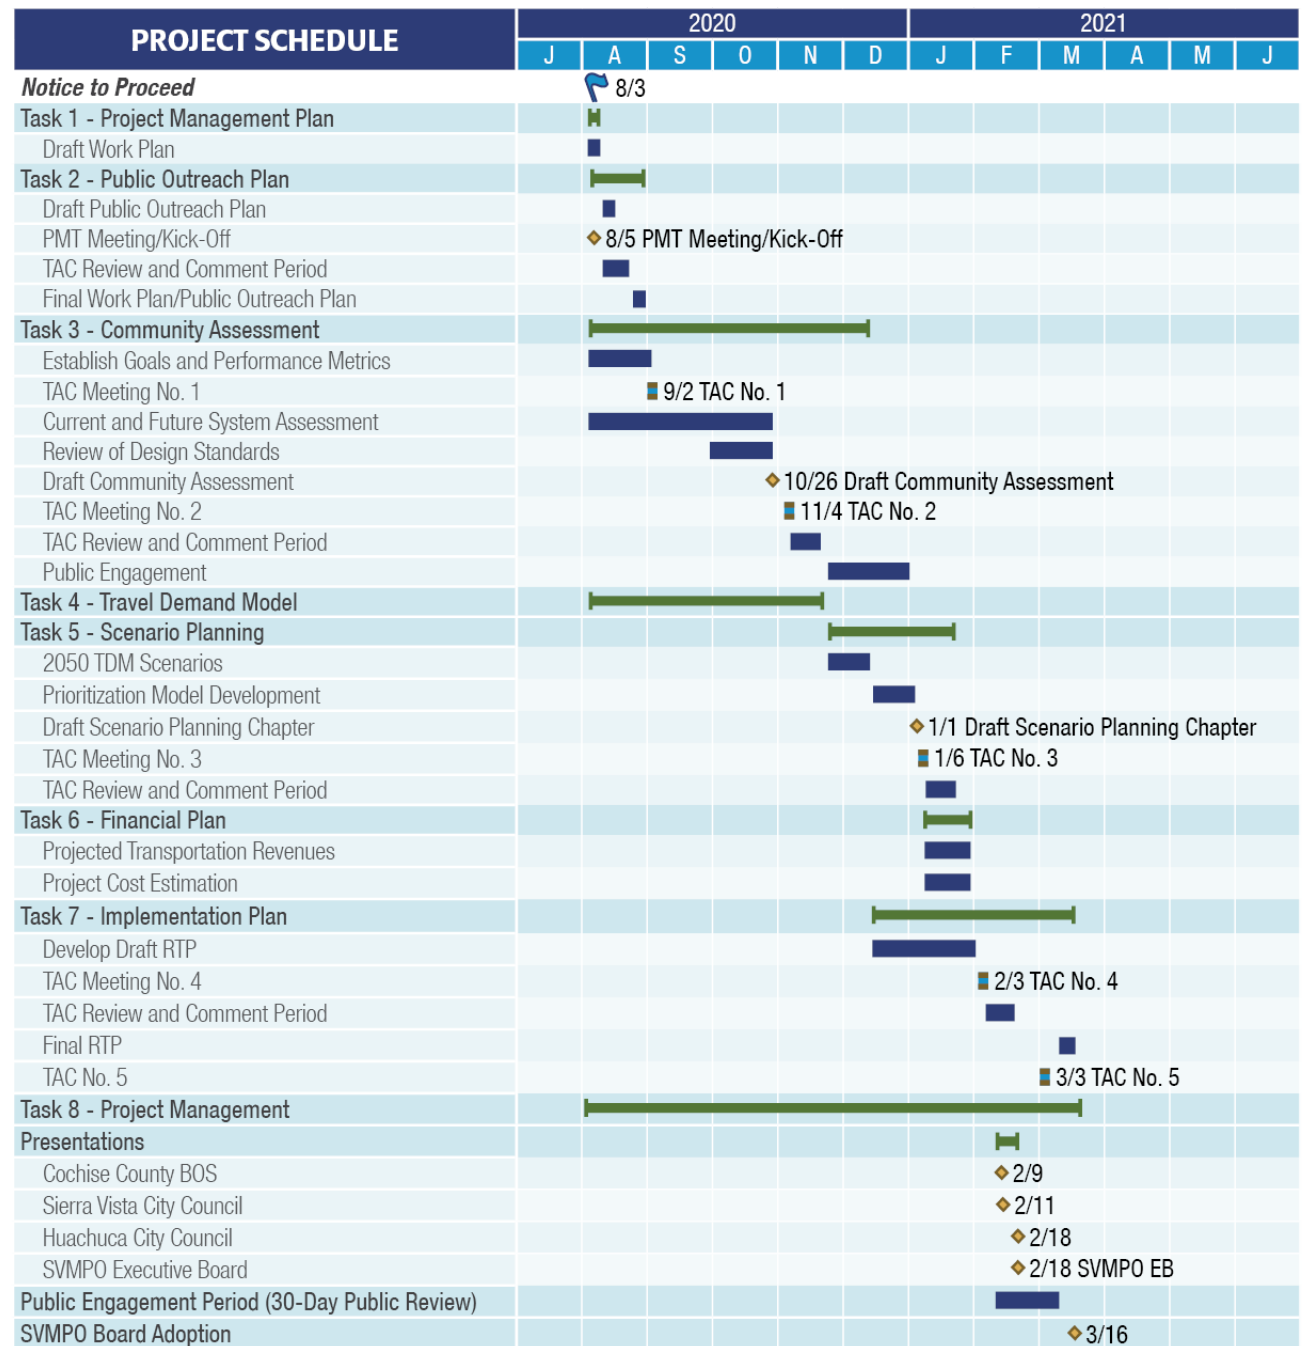 PROJECT SCHEDULE
2020 2021
J A S O N D J F M A M J
Notice to Proceed 8/3
Task 1 - Project Management Plan
Draft Work Plan
Task 2 - Public Outreach Plan
Draft Public Outreach Plan
PMT Meeting/Kick-Off 8/5 PMT Meeting/Kick-Off
TAC Review and Comment Period
Final Work Plan/Public Outreach Plan
Task 3 - Community Assessment
Establish Goals and Performance Metrics
TAC Meeting No. 1 9/2 TAC No. 1
Current and Future System Assessment
Review of Design Standards
Draft Community Assessment 10/26 Draft Community Assessment
TAC Meeting No. 2 11/4 TAC No. 2
TAC Review and Comment Period
Public Engagement
Task 4 - Travel Demand Model
Task 5 - Scenario Planning
2050 TDM Scenarios
Prioritization Model Development
Draft Scenario Planning Chapter 1/1 Draft Scenario Planning Chapter
TAC Meeting No. 3 1/6 TAC No. 3
TAC Review and Comment Period
Task 6 - Financial Plan
Projected Transportation Revenues
Project Cost Estimation
Task 7 - Implementation Plan
Develop Draft RTP
TAC Meeting No. 4 2/3 TAC No. 4
TAC Review and Comment Period
Final RTP
TAC No. 5 3/3 TAC No. 5
Task 8 - Project Management
Presentations
Cochise County BOS 2/9
Sierra Vista City Council 2/11
Huachuca City Council 2/18
SVMPO Executive Board 2/18 SVMPO EB
Public Engagement Period (30-Day Public Review)
SVMPO Board Adoption 3/16